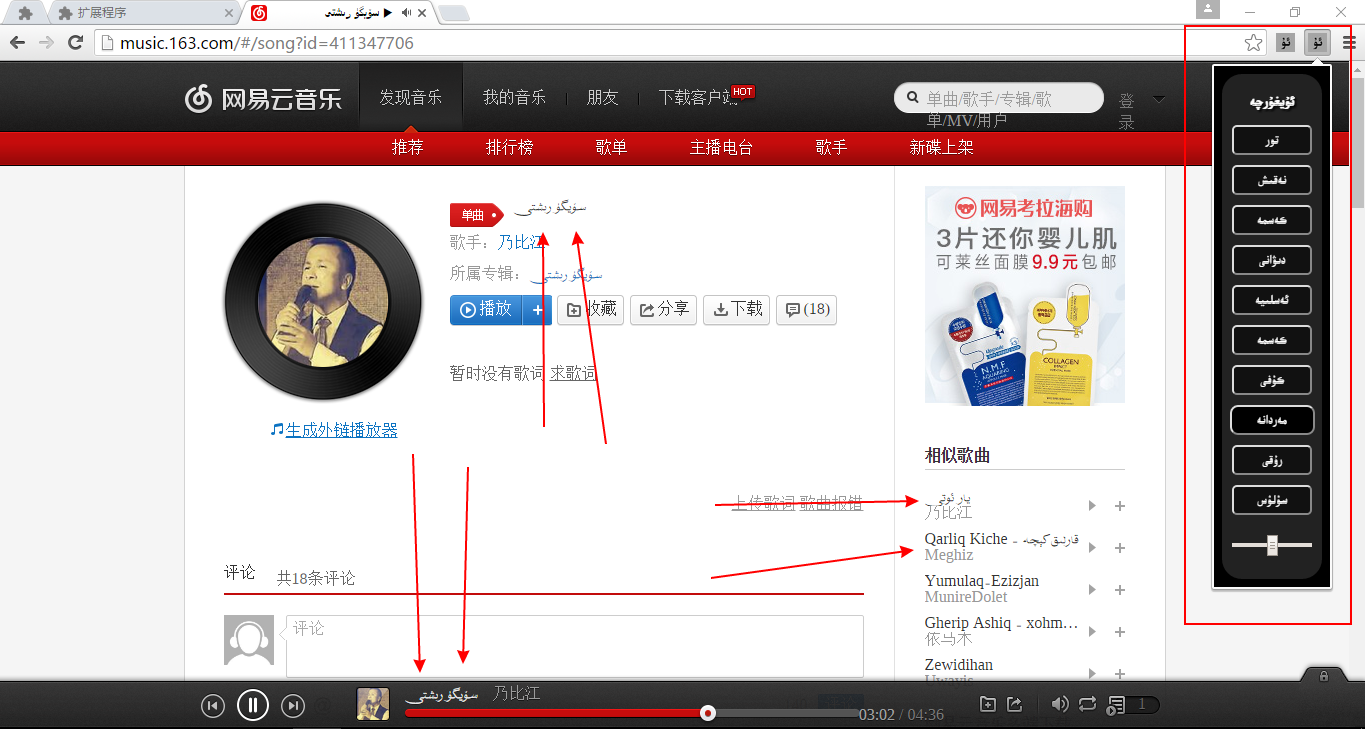 扩展程序
سۆيگۈ رىشتى
music.163.com/#/song?id=411347706
ئۇ ئۇ
网易云音乐
发现音乐 我的音乐 朋友 下载客户端 HOT
单曲/歌手/专辑/歌单/MV/用户
登录
推荐 排行榜 歌单 主播电台 歌手 新碟上架
单曲
سۆيگۈ رىشتى
歌手：乃比江
所属专辑：سۆيگۈ رىشتى
播放 + 收藏 分享 下载 (18)
暂时没有歌词 求歌词
生成外链播放器
上传歌词 歌曲报错
评论 共18条评论
评论
网易考拉海购
3片还你婴儿肌
可莱丝面膜9.9元包邮
N.M.F
AQUARING
COLLAGEN
相似歌曲
يار ئوتى
乃比江
Qarliq Kiche - قارلىق كېچە
Meghiz
Yumulaq-Ezizjan
MunireDolet
Gherip Ashiq - xohm…
依马木
Zewidihan
Uwayis
ئۇيغۇرچە
تور
نەقىش
كەسمە
دىۋانى
ئەسلىيە
كەسمە
كۇفى
مەردانە
رۇقى
سۇلۇس
سۆيگۈ رىشتى 乃比江
03:02 / 04:36
1